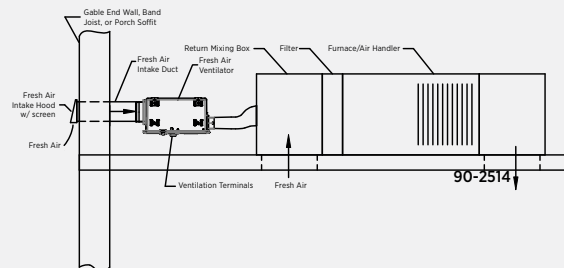 Gable End Wall, Band
Joist, or Porch Soffit
Fresh Air
Intake Duct
Fresh Air
Ventilator
Return Mixing Box
Filter
Furnace/Air Handler
Fresh Air
Intake Hood
w/ screen
Fresh Air
Ventilation Terminals
Fresh Air
90-2514